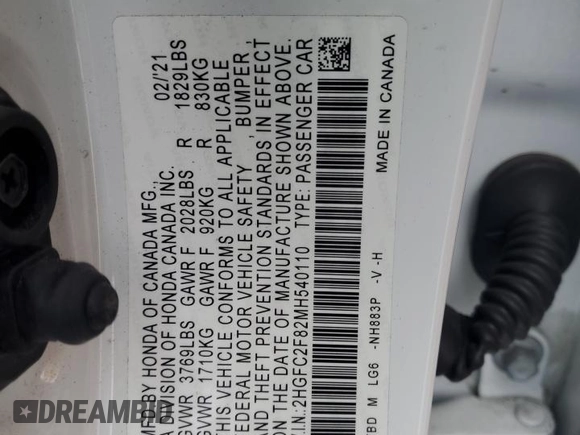 MFD.BY HONDA OF CANADA MFG. 02/'21
A DIVISION OF HONDA CANADA INC.
GVWR 3769LBS GAWR F 2028LBS R 1829LBS
GVWR 1710KG GAWR F 920KG R 830KG
THIS VEHICLE CONFORMS TO ALL APPLICABLE
FEDERAL MOTOR VEHICLE SAFETY , BUMPER ,
AND THEFT PREVENTION STANDARDS IN EFFECT
ON THE DATE OF MANUFACTURE SHOWN ABOVE.
V.I.N.:2HGFC2F82MH540110 TYPE: PASSENGER CAR
BD M LG6 -NH883P -V -H MADE IN CANADA
DREAMBID